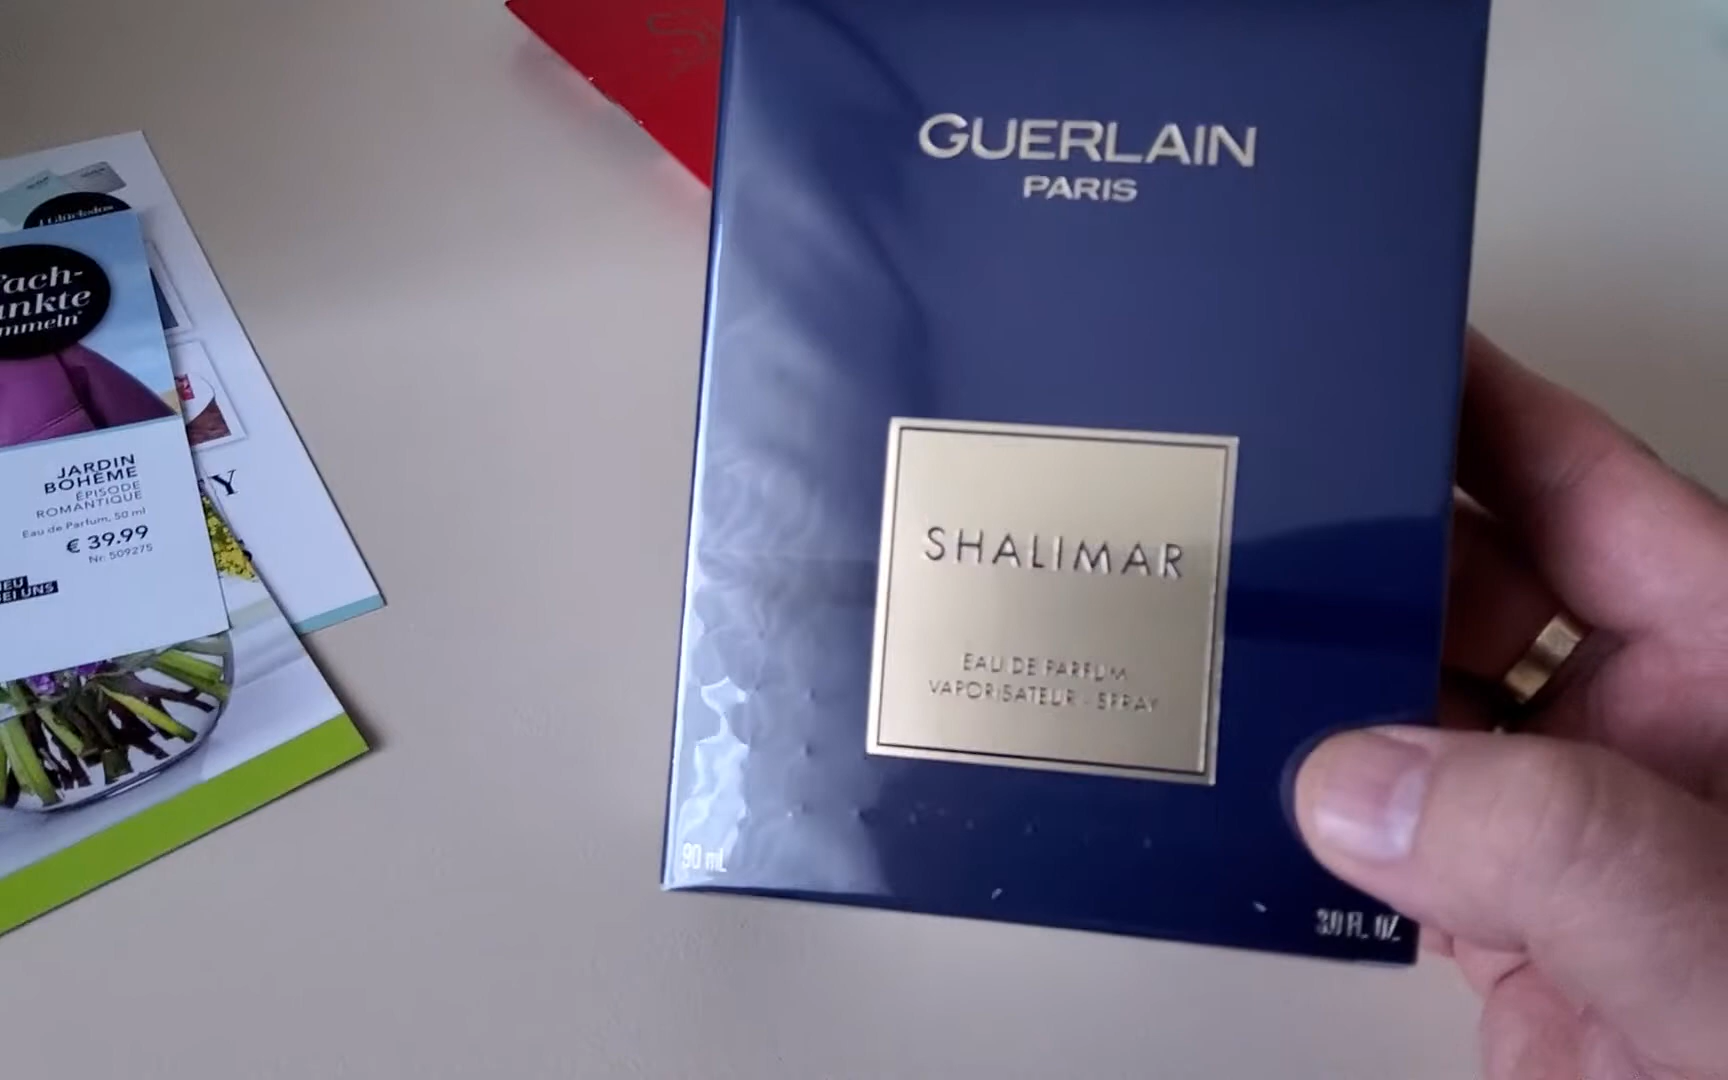 GUERLAIN
PARIS
SHALIMAR
EAU DE PARFUM
VAPORISATEUR - SPRAY
90 mL
3.0 FL. OZ.
JARDIN
BOHÈME
ÉPISODE
ROMANTIQUE
Eau de Parfum, 50 ml
€ 39.99
Nr. 509275